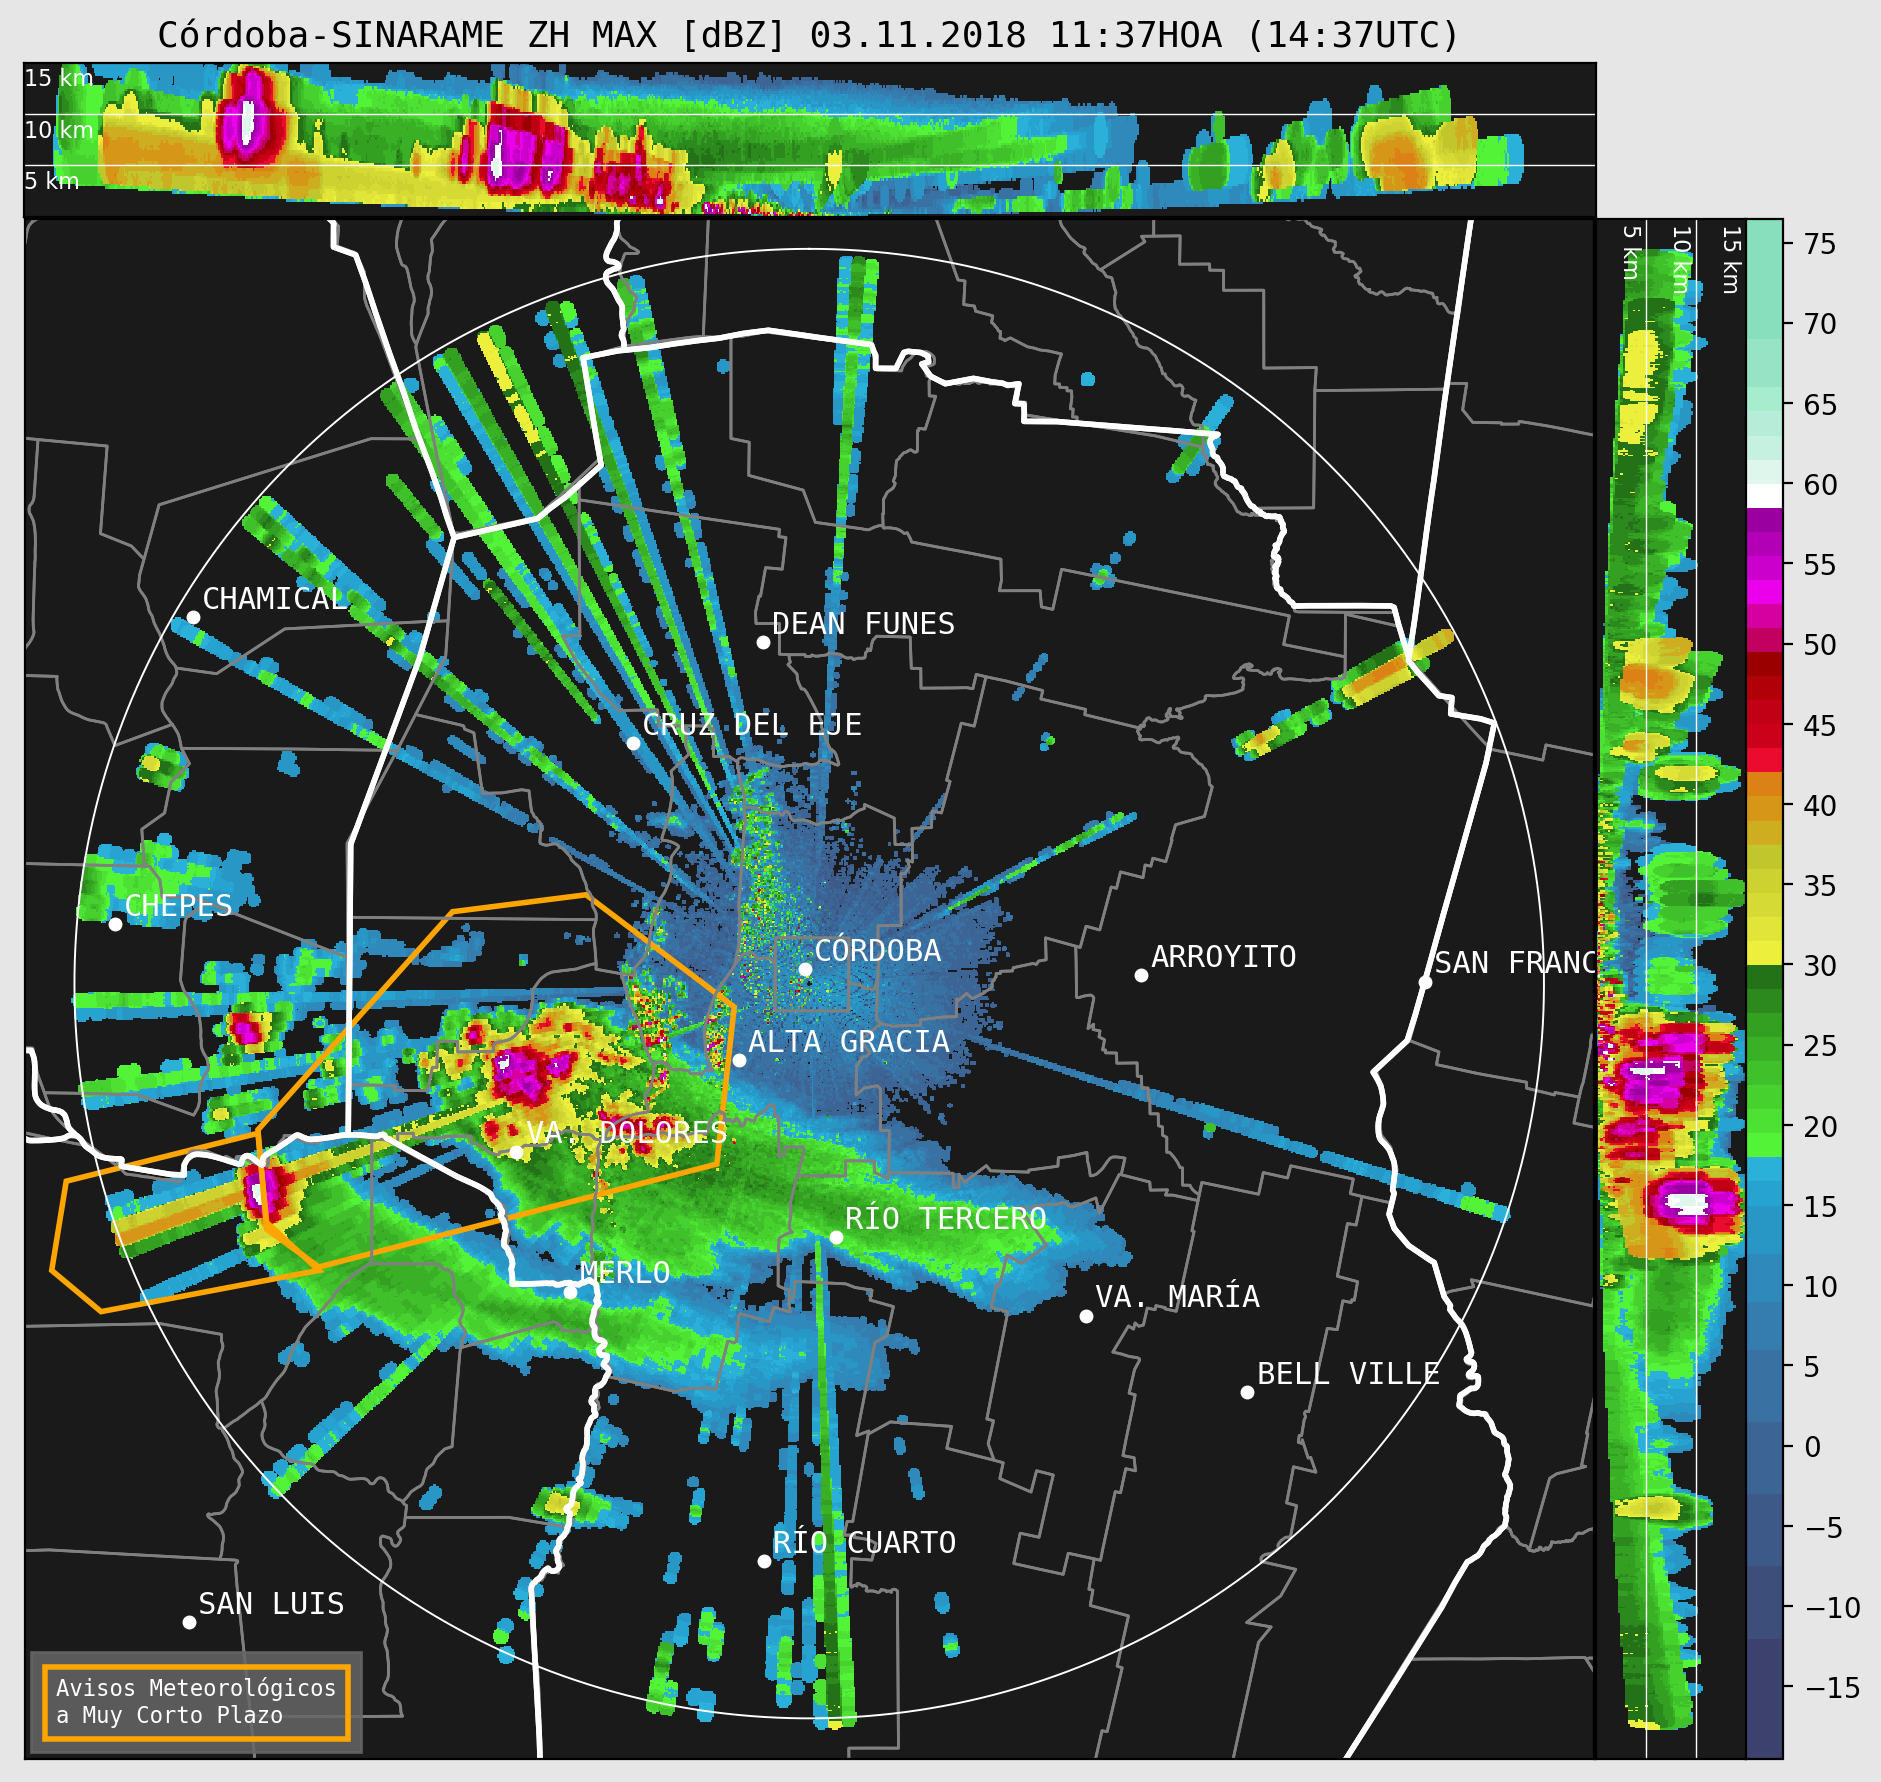 Córdoba-SINARAME ZH MAX [dBZ] 03.11.2018 11:37HOA (14:37UTC)
15 km
10 km
5 km
5 km
10 km
15 km
75
70
65
60
55
50
45
40
35
30
25
20
15
10
5
0
−5
−10
−15
CHAMICAL
DEAN FUNES
CRUZ DEL EJE
CHEPES
CÓRDOBA
ARROYITO
SAN FRANC
ALTA GRACIA
VA. DOLORES
RÍO TERCERO
MERLO
VA. MARÍA
BELL VILLE
RÍO CUARTO
SAN LUIS
Avisos Meteorológicos
a Muy Corto Plazo